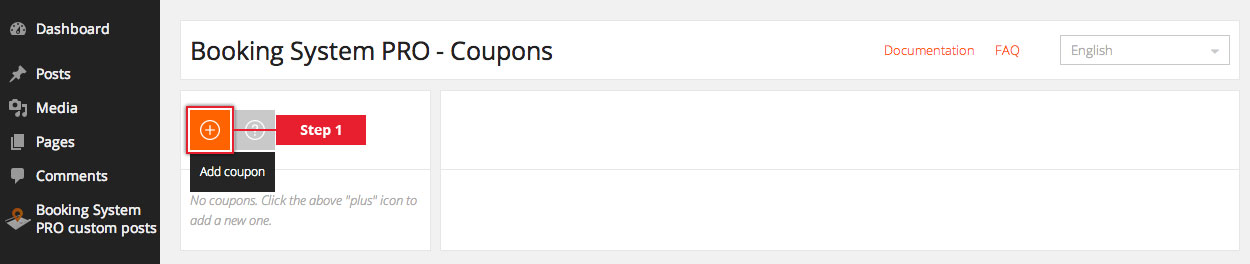 Dashboard
Posts
Media
Pages
Comments
Booking System
PRO custom posts
Booking System PRO - Coupons
Documentation
FAQ
English
Step 1
Add coupon
No coupons. Click the above "plus" icon to
add a new one.